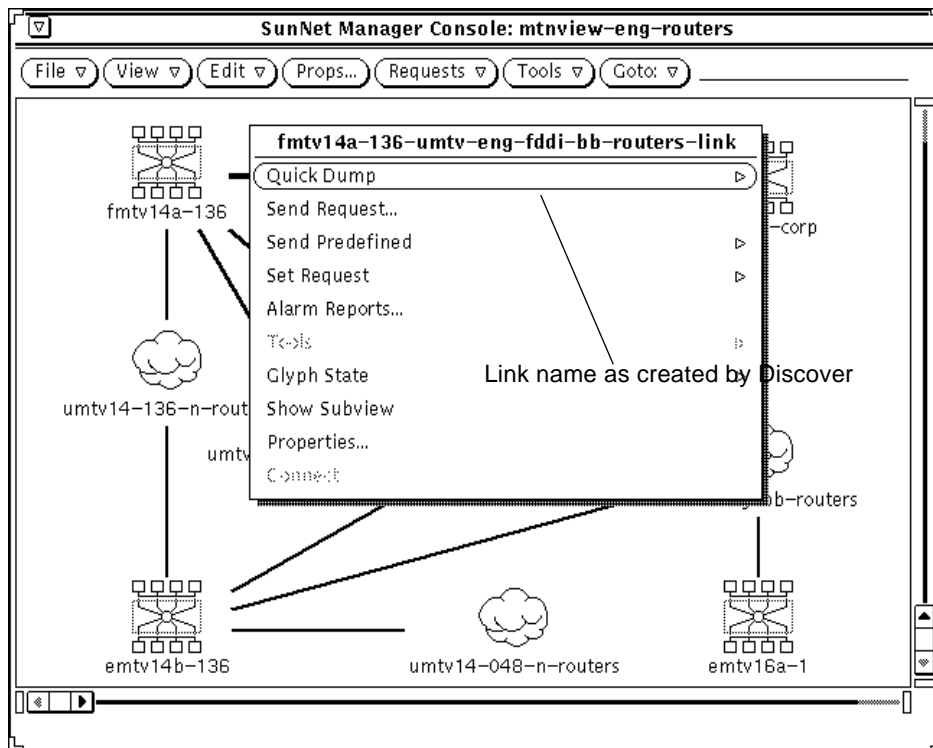 SunNet Manager Console: mtnview-eng-routers
File View Edit Props... Requests Tools Goto:
fmtv14a-136-umtv-eng-fddi-bb-routers-link
Quick Dump
fmtv14a-136
Send Request...
-corp
Send Predefined
Set Request
Alarm Reports...
Tools
Glyph State
Link name as created by Discover
umtv14-136-n-rout
Show Subview
Properties...
umtv
Connect
bb-routers
emtv14b-136
umtv14-048-n-routers
emtv16a-1